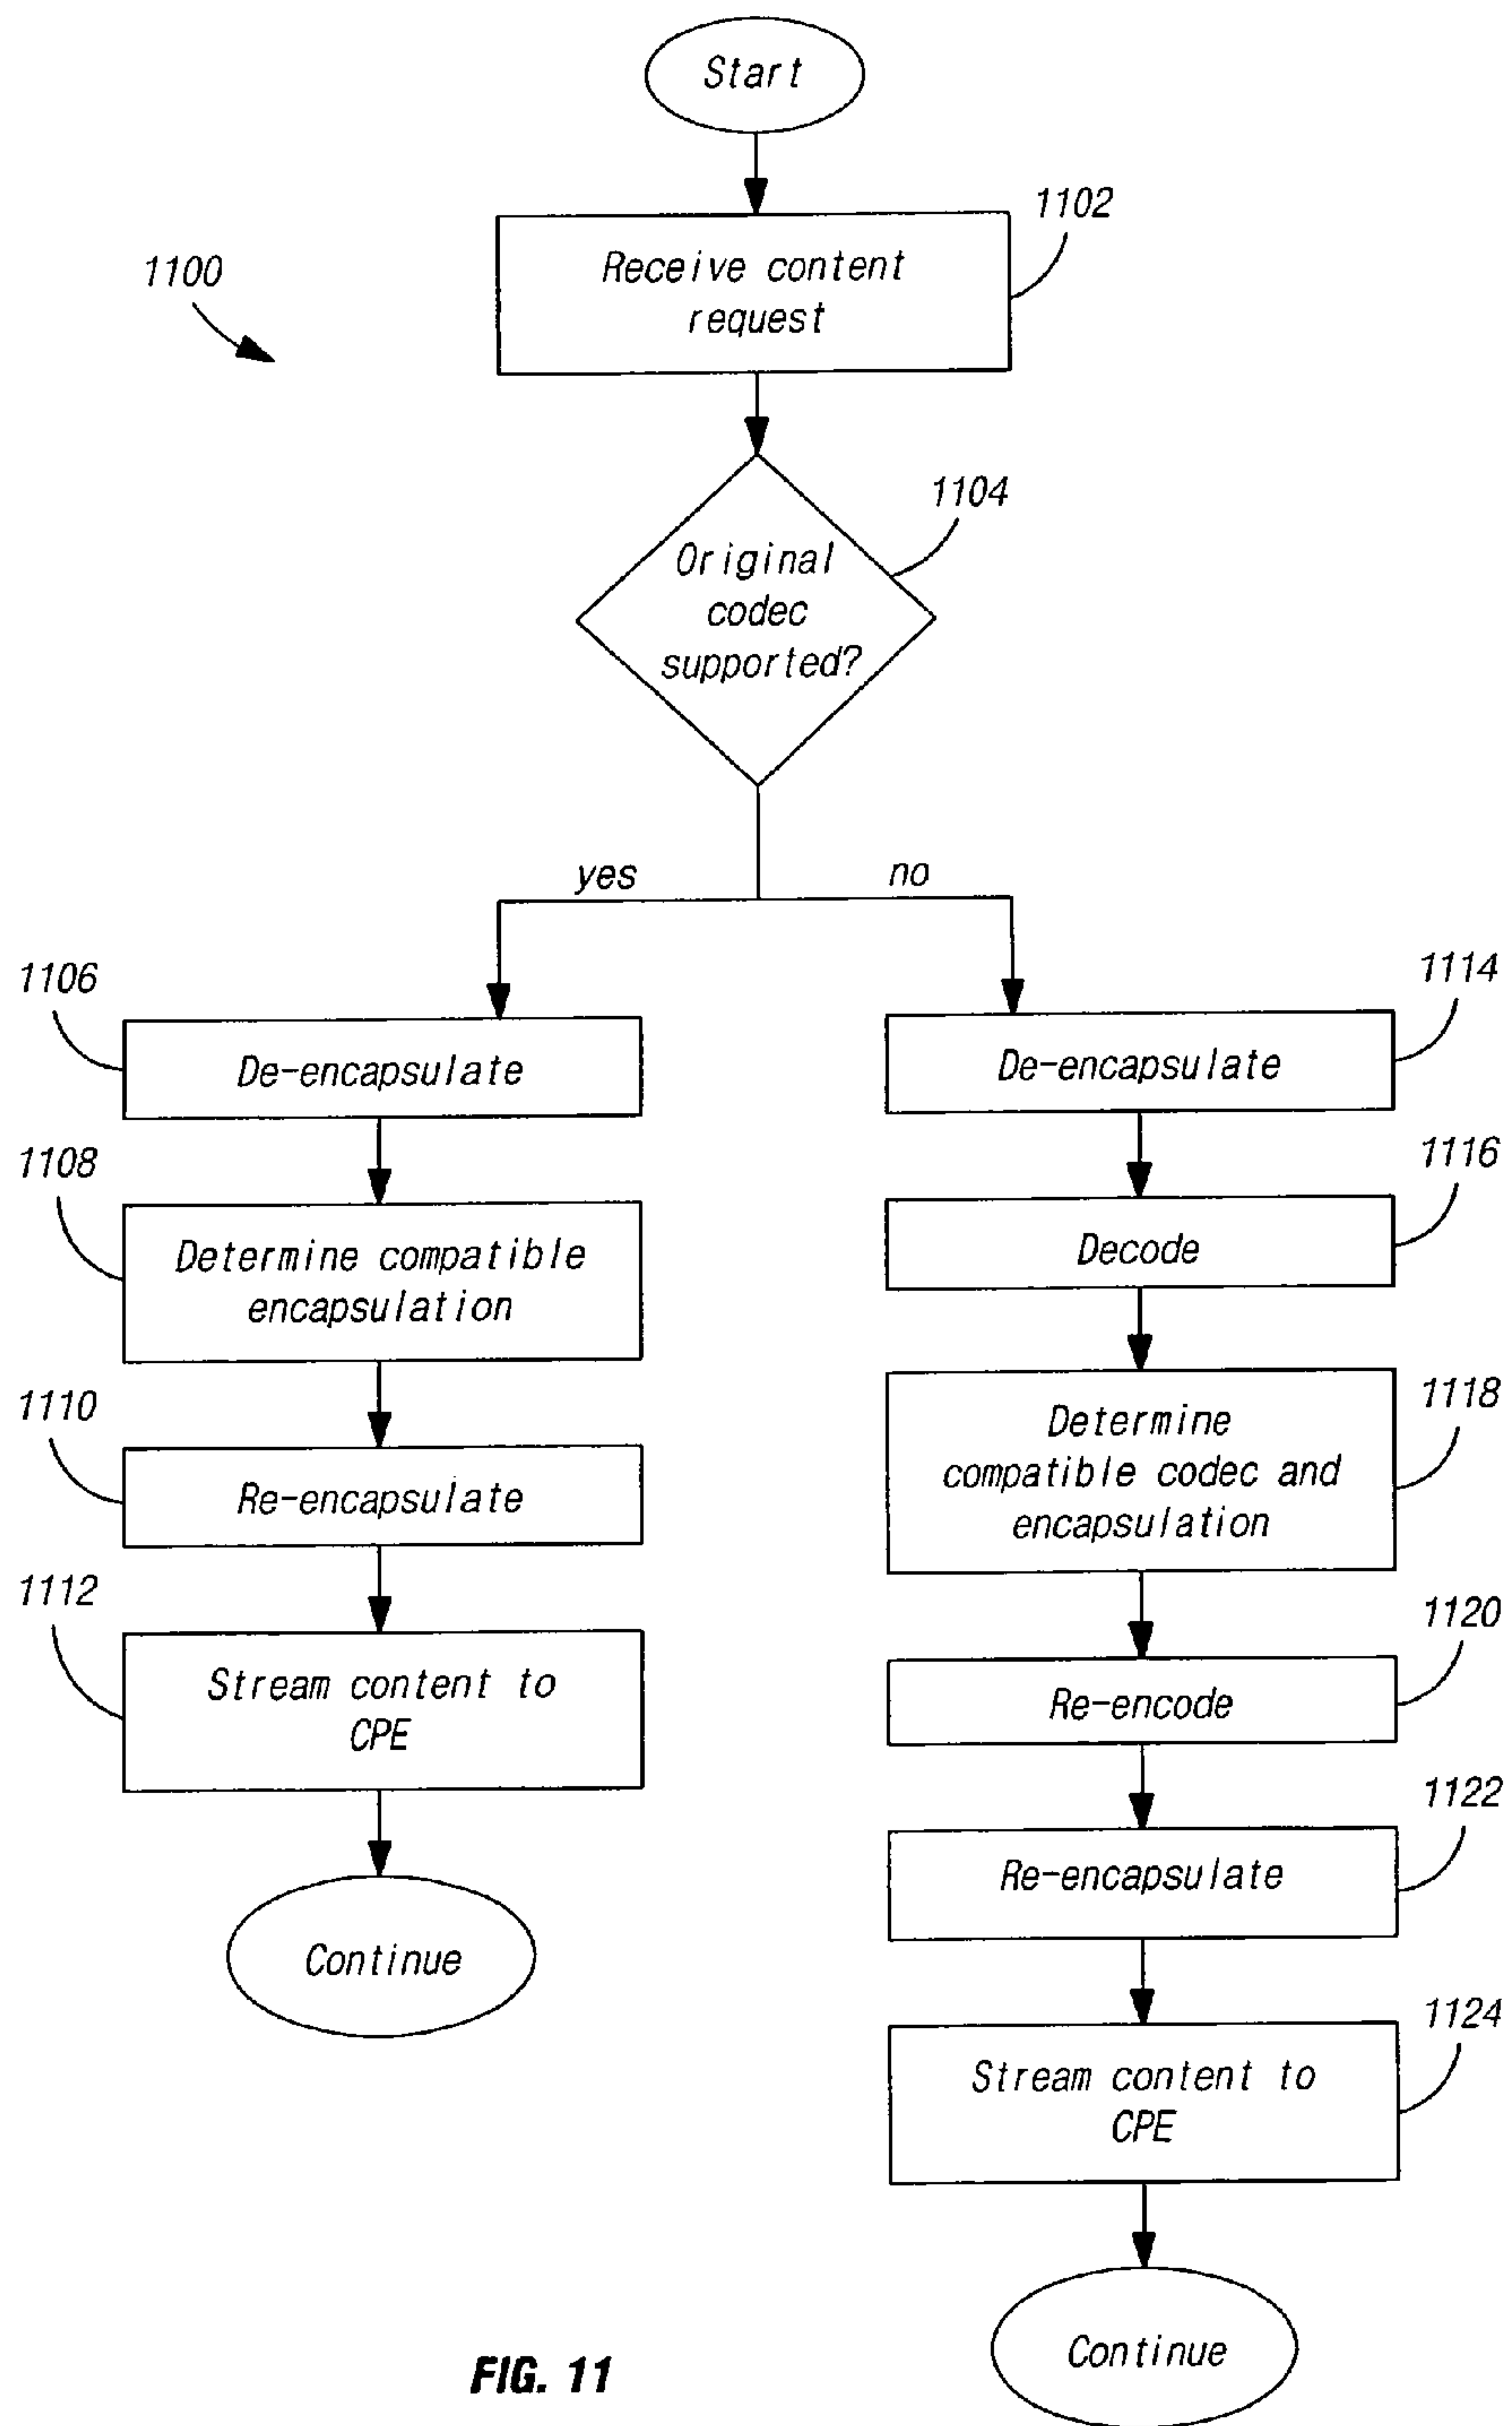 Start
1102
Receive content
request
1100
1104
Original
codec
supported?
yes
no
1106
De-encapsulate
1108
Determine compatible
encapsulation
1110
Re-encapsulate
1112
Stream content to
CPE
Continue
1114
De-encapsulate
1116
Decode
1118
Determine
compatible codec and
encapsulation
1120
Re-encode
1122
Re-encapsulate
1124
Stream content to
CPE
Continue
FIG. 11